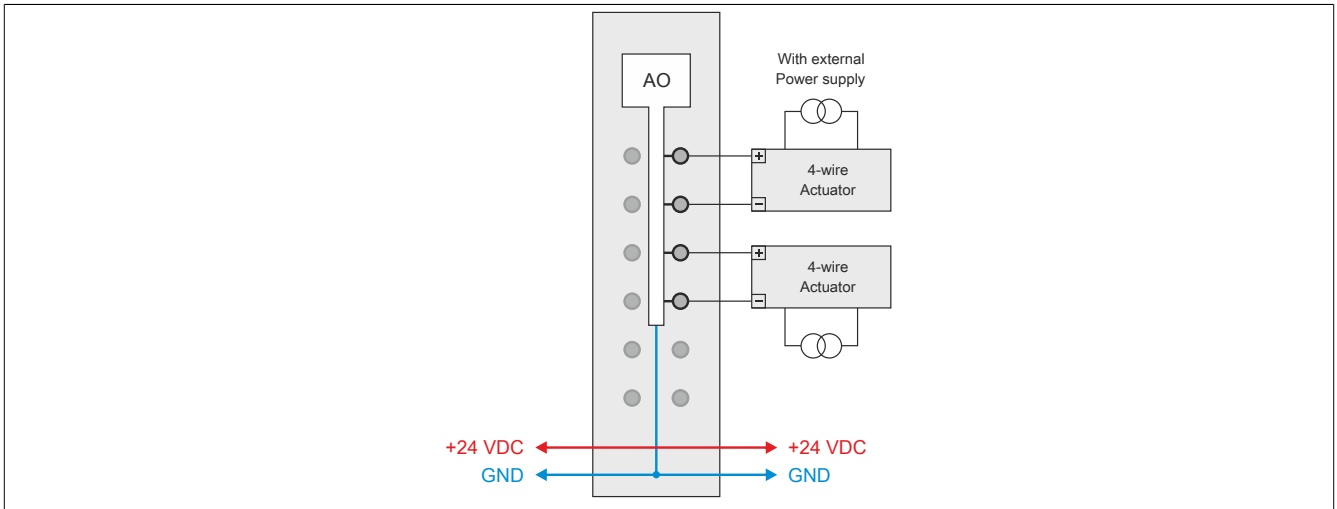 AO
With external
Power supply
+
4-wire
Actuator
−
+
4-wire
Actuator
−
+24 VDC
+24 VDC
GND
GND